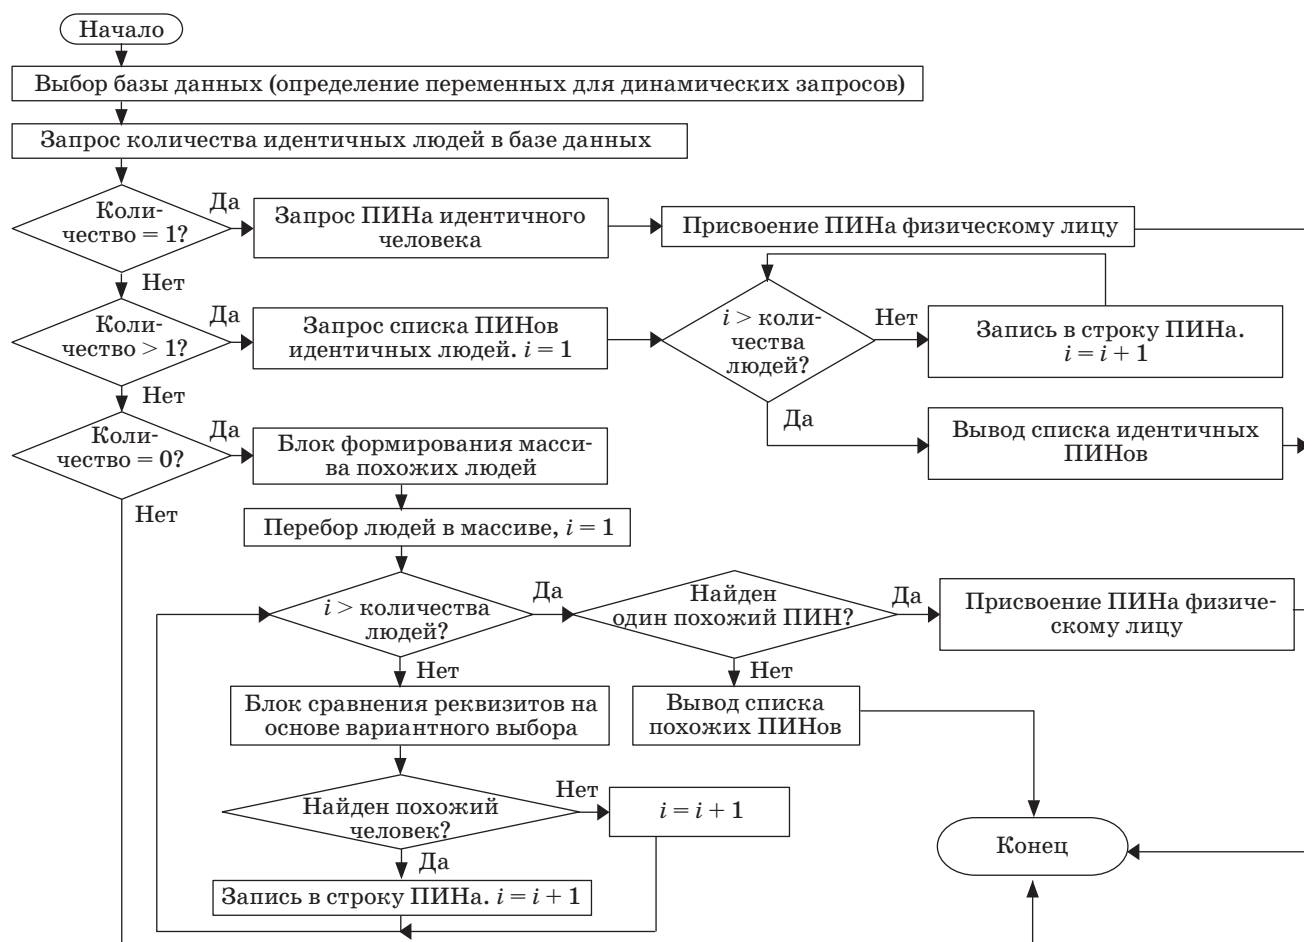 Начало
Выбор базы данных (определение переменных для динамических запросов)
Запрос количества идентичных людей в базе данных
Коли-
чество = 1?
Да
Запрос ПИНа идентичного
человека
Присвоение ПИНа физическому лицу
Нет
Коли-
чество > 1?
Да
Запрос списка ПИНов
идентичных людей. i = 1
i > коли-
чества
людей?
Нет
Запись в строку ПИНа.
i = i + 1
Да
Вывод списка идентичных
ПИНов
Нет
Коли-
чество = 0?
Да
Блок формирования масси-
ва похожих людей
Нет
Перебор людей в массиве, i = 1
i > количества
людей?
Да
Найден
один похожий ПИН?
Да
Присвоение ПИНа физиче-
скому лицу
Нет
Блок сравнения реквизитов на
основе вариантного выбора
Нет
Вывод списка
похожих ПИНов
Найден похожий
человек?
Нет
i = i + 1
Да
Запись в строку ПИНа. i = i + 1
Конец